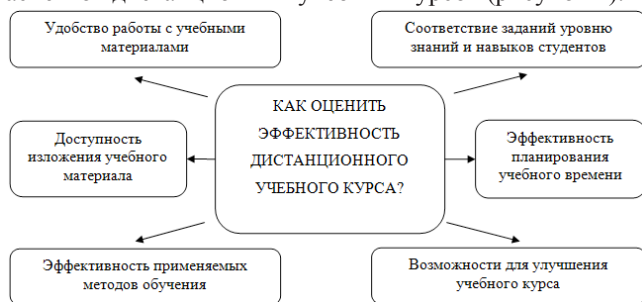 Удобство работы с учебными
материалами
Соответствие заданий уровню
знаний и навыков студентов
КАК ОЦЕНИТЬ
ЭФФЕКТИВНОСТЬ
ДИСТАНЦИОННОГО
УЧЕБНОГО КУРСА?
Доступность
изложения учебного
материала
Эффективность
планирования
учебного времени
Эффективность применяемых
методов обучения
Возможности для улучшения
учебного курса